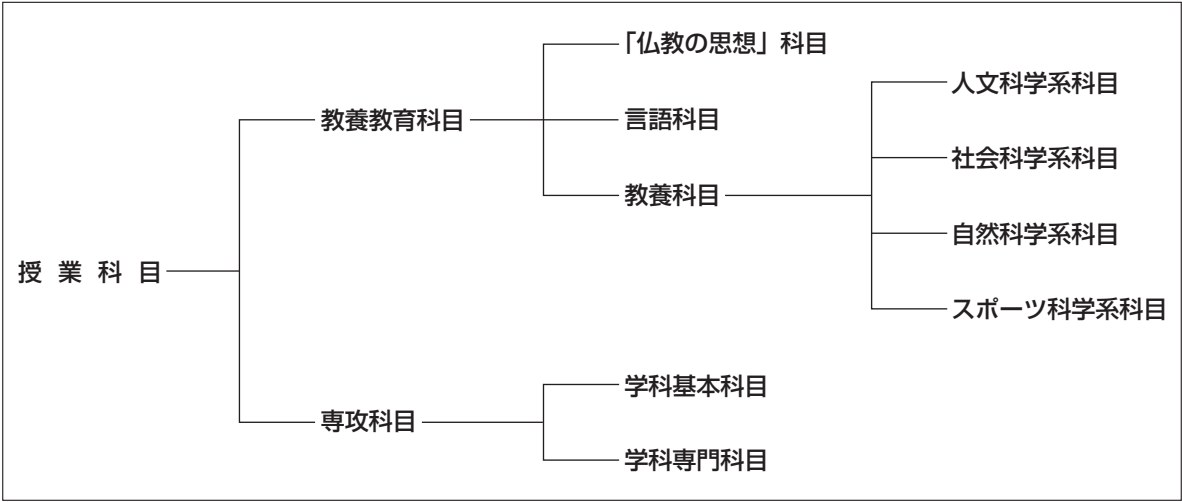 「仏教の思想」科目
人文科学系科目
教養教育科目
言語科目
社会科学系科目
教養科目
自然科学系科目
授業科目
スポーツ科学系科目
学科基本科目
専攻科目
学科専門科目